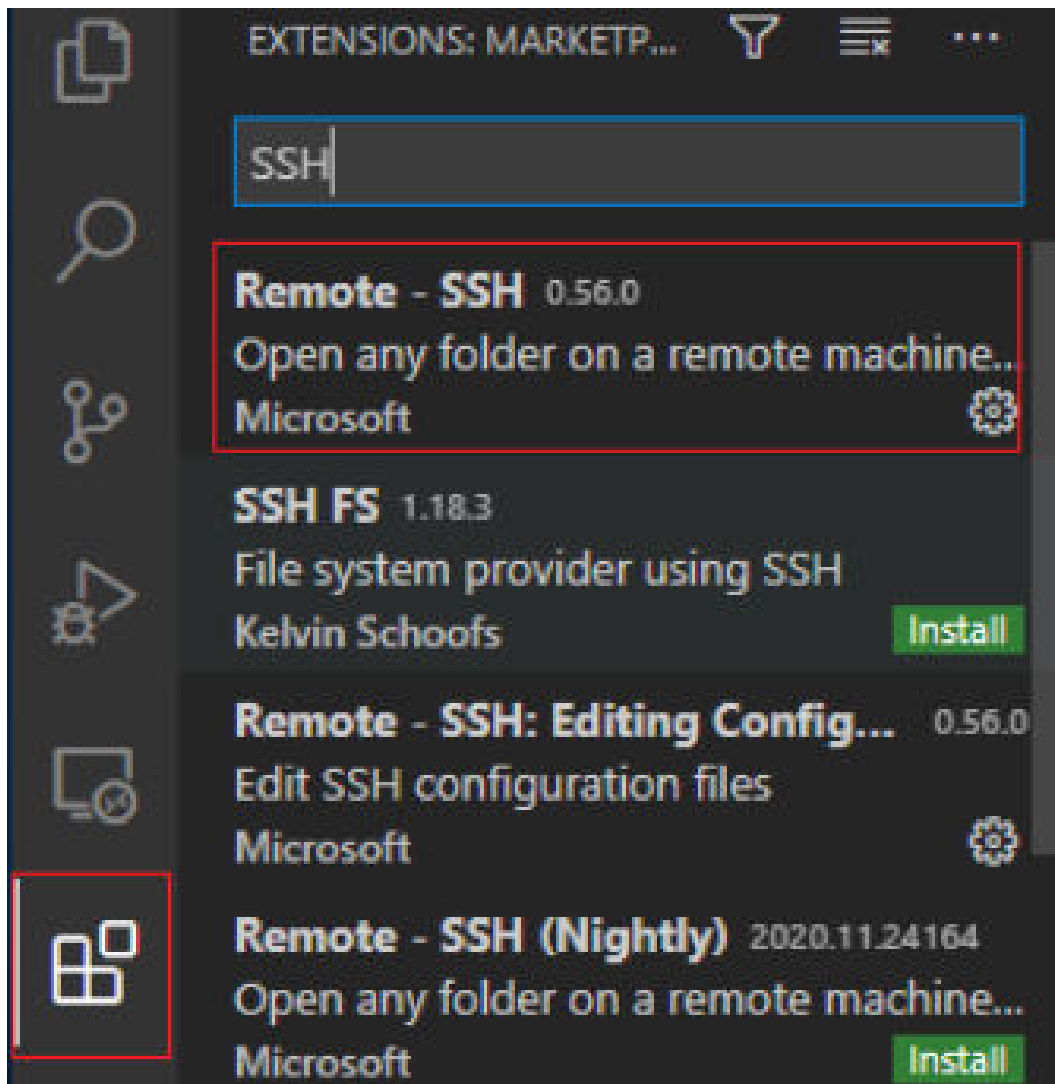 EXTENSIONS: MARKETP...
SSH
Remote - SSH 0.56.0
Open any folder on a remote machine...
Microsoft
SSH FS 1.18.3
File system provider using SSH
Kelvin Schoofs Install
Remote - SSH: Editing Config... 0.56.0
Edit SSH configuration files
Microsoft
Remote - SSH (Nightly) 2020.11.24164
Open any folder on a remote machine...
Microsoft Install